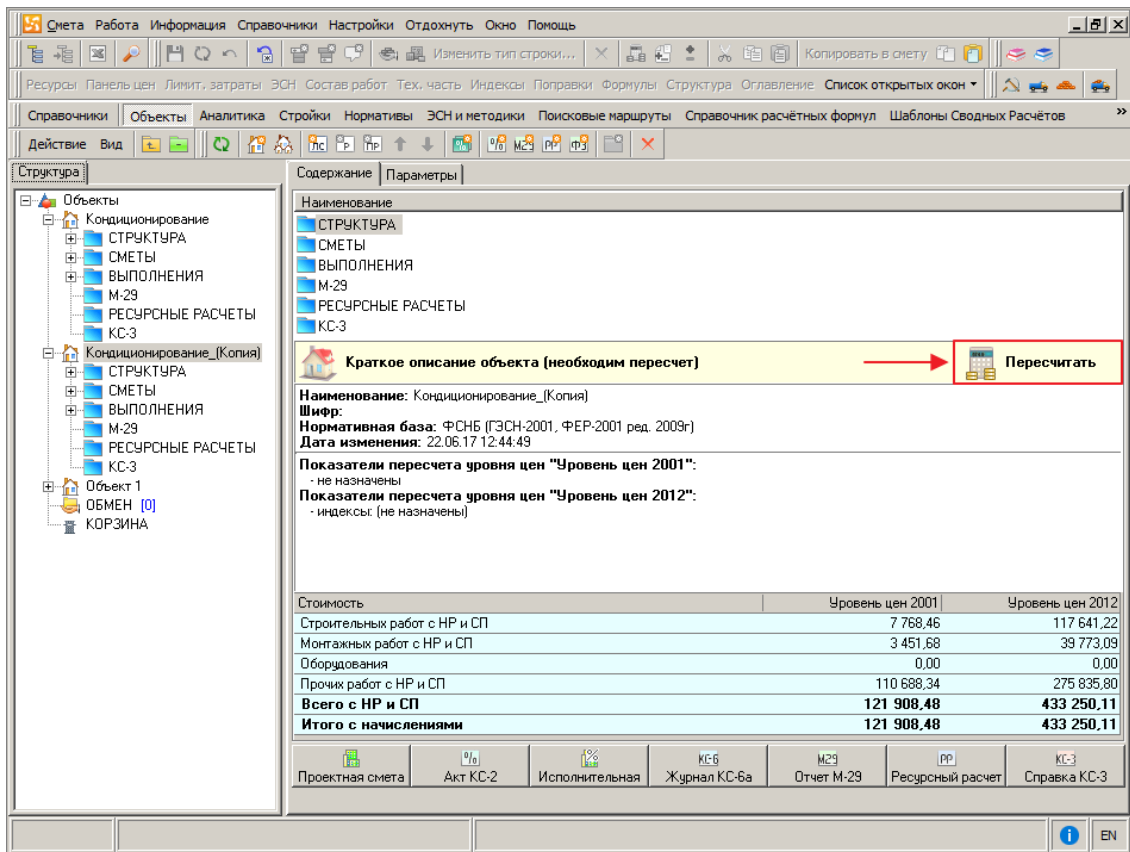 Смета Работа Информация Справочники Настройки Отдохнуть Окно Помощь
Изменить тип строки... Копировать в смету
Ресурсы Панель цен Лимит. затраты ЭСН Состав работ Тех. часть Индексы Поправки Формулы Структура Оглавление Список открытых окон
Справочники Объекты Аналитика Стройки Нормативы ЭСН и методики Поисковые маршруты Справочник расчётных формул Шаблоны Сводных Расчётов »
Действие Вид
Структура
Объекты
Кондиционирование
СТРУКТУРА
СМЕТЫ
ВЫПОЛНЕНИЯ
М-29
РЕСУРСНЫЕ РАСЧЕТЫ
КС-3
Кондиционирование_(Копия)
СТРУКТУРА
СМЕТЫ
ВЫПОЛНЕНИЯ
М-29
РЕСУРСНЫЕ РАСЧЕТЫ
КС-3
Объект 1
ОБМЕН [0]
КОРЗИНА
Содержание Параметры
Наименование
СТРУКТУРА
СМЕТЫ
ВЫПОЛНЕНИЯ
М-29
РЕСУРСНЫЕ РАСЧЕТЫ
КС-3
Краткое описание объекта (необходим пересчет) Пересчитать
Наименование: Кондиционирование_(Копия)
Шифр:
Нормативная база: ФСНБ (ГЭСН-2001, ФЕР-2001 ред. 2009г)
Дата изменения: 22.06.17 12:44:49
Показатели пересчета уровня цен "Уровень цен 2001":
- не назначены
Показатели пересчета уровня цен "Уровень цен 2012":
- индексы: (не назначены)
Стоимость Уровень цен 2001 Уровень цен 2012
Строительных работ с НР и СП 7 768,46 117 641,22
Монтажных работ с НР и СП 3 451,68 39 773,09
Оборудования 0,00 0,00
Прочих работ с НР и СП 110 688,34 275 835,80
Всего с НР и СП 121 908,48 433 250,11
Итого с начислениями 121 908,48 433 250,11
% КС-6 М29 РР КС-3
Проектная смета Акт КС-2 Исполнительная Журнал КС-6а Отчет М-29 Ресурсный расчет Справка КС-3
EN